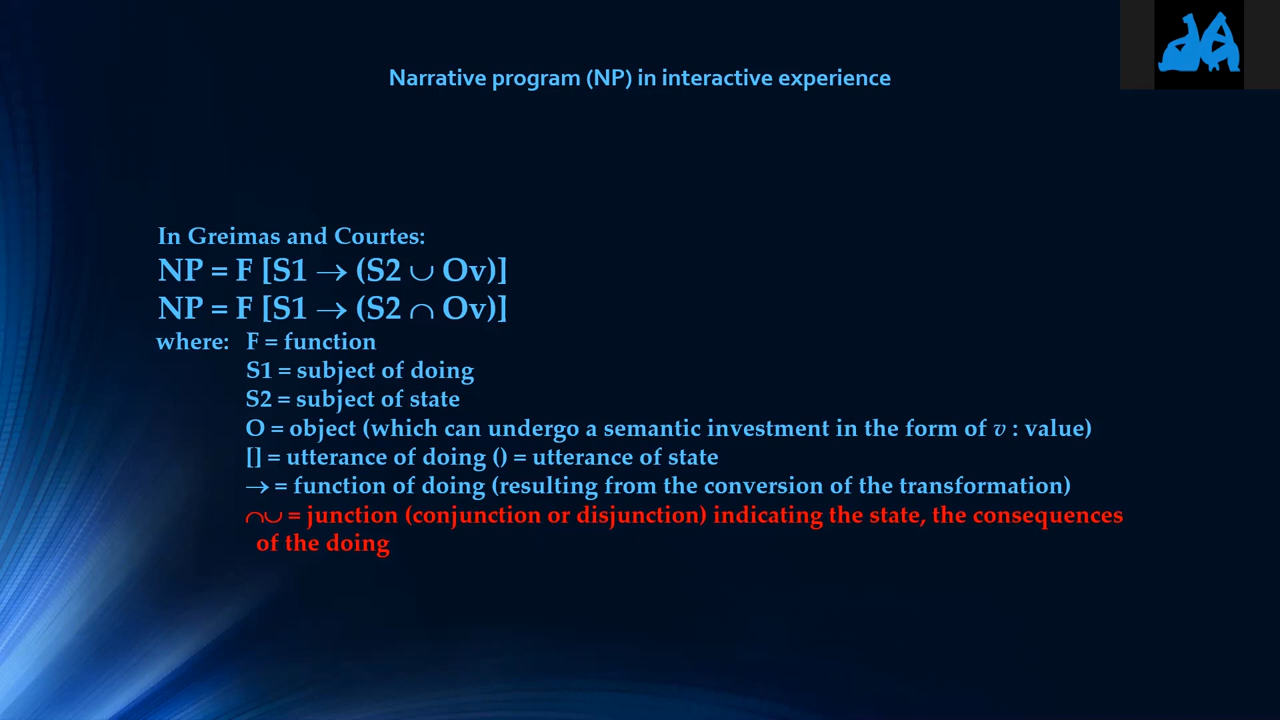 Narrative program (NP) in interactive experience
In Greimas and Courtes:
NP = F [S1 → (S2 ∪ Ov)]
NP = F [S1 → (S2 ∩ Ov)]
where: F = function
S1 = subject of doing
S2 = subject of state
O = object (which can undergo a semantic investment in the form of v : value)
[] = utterance of doing () = utterance of state
→ = function of doing (resulting from the conversion of the transformation)
∩∪ = junction (conjunction or disjunction) indicating the state, the consequences
of the doing